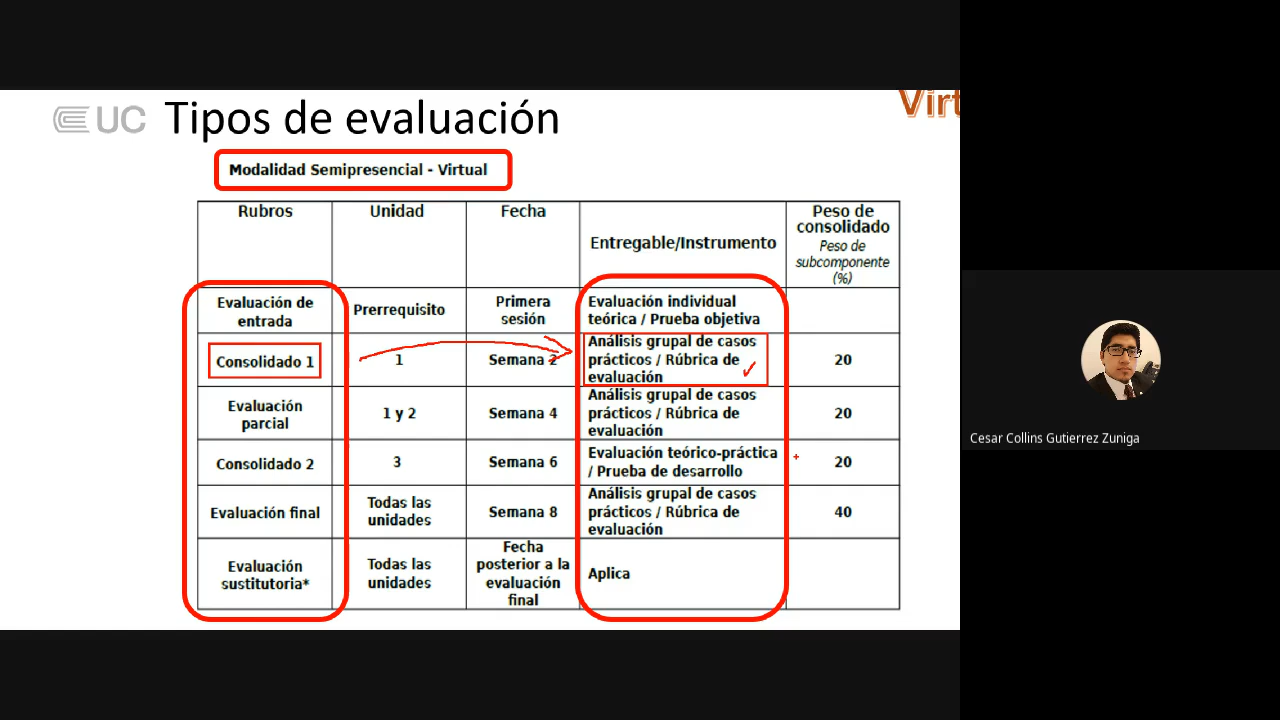 UC Tipos de evaluación
Virt
Modalidad Semipresencial - Virtual
Rubros
Unidad
Fecha
Entregable/Instrumento
Peso de
consolidado
Peso de
subcomponente
(%)
Evaluación de
entrada
Prerrequisito
Primera
sesión
Evaluación individual
teórica / Prueba objetiva
Consolidado 1
1
Semana 2
Análisis grupal de casos
prácticos / Rúbrica de
evaluación
20
Evaluación
parcial
1 y 2
Semana 4
Análisis grupal de casos
prácticos / Rúbrica de
evaluación
20
Consolidado 2
3
Semana 6
Evaluación teórico-práctica
/ Prueba de desarrollo
20
Evaluación final
Todas las
unidades
Semana 8
Análisis grupal de casos
prácticos / Rúbrica de
evaluación
40
Evaluación
sustitutoria*
Todas las
unidades
Fecha
posterior a la
evaluación
final
Aplica
Cesar Collins Gutierrez Zuniga